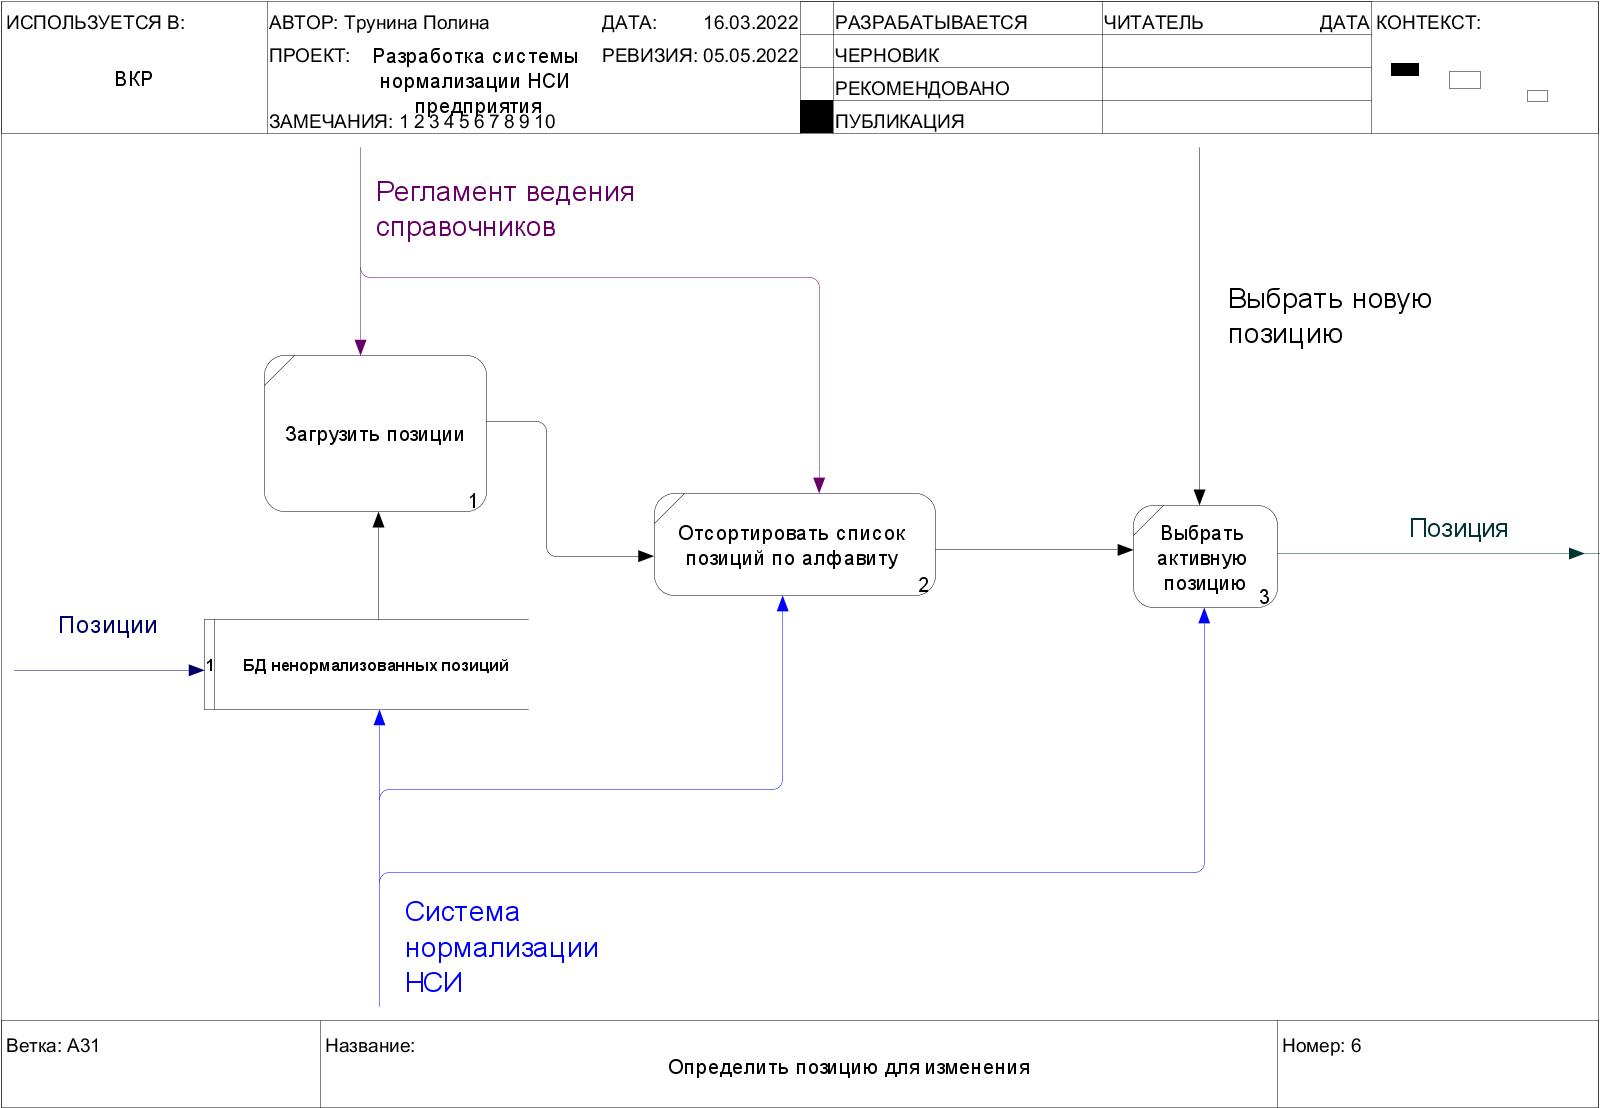 ИСПОЛЬЗУЕТСЯ В:
ВКР
АВТОР: Трунина Полина
ДАТА: 16.03.2022
ПРОЕКТ: Разработка системы
нормализации НСИ
предприятия
РЕВИЗИЯ: 05.05.2022
ЗАМЕЧАНИЯ: 1 2 3 4 5 6 7 8 9 10
РАЗРАБАТЫВАЕТСЯ
ЧЕРНОВИК
РЕКОМЕНДОВАНО
ПУБЛИКАЦИЯ
ЧИТАТЕЛЬ ДАТА
КОНТЕКСТ:
Регламент ведения
справочников
Выбрать новую
позицию
Загрузить позиции
1
Отсортировать список
позиций по алфавиту
2
Выбрать
активную
позицию
3
Позиция
Позиции
1 БД ненормализованных позиций
Система
нормализации
НСИ
Ветка: A31
Название:
Определить позицию для изменения
Номер: 6